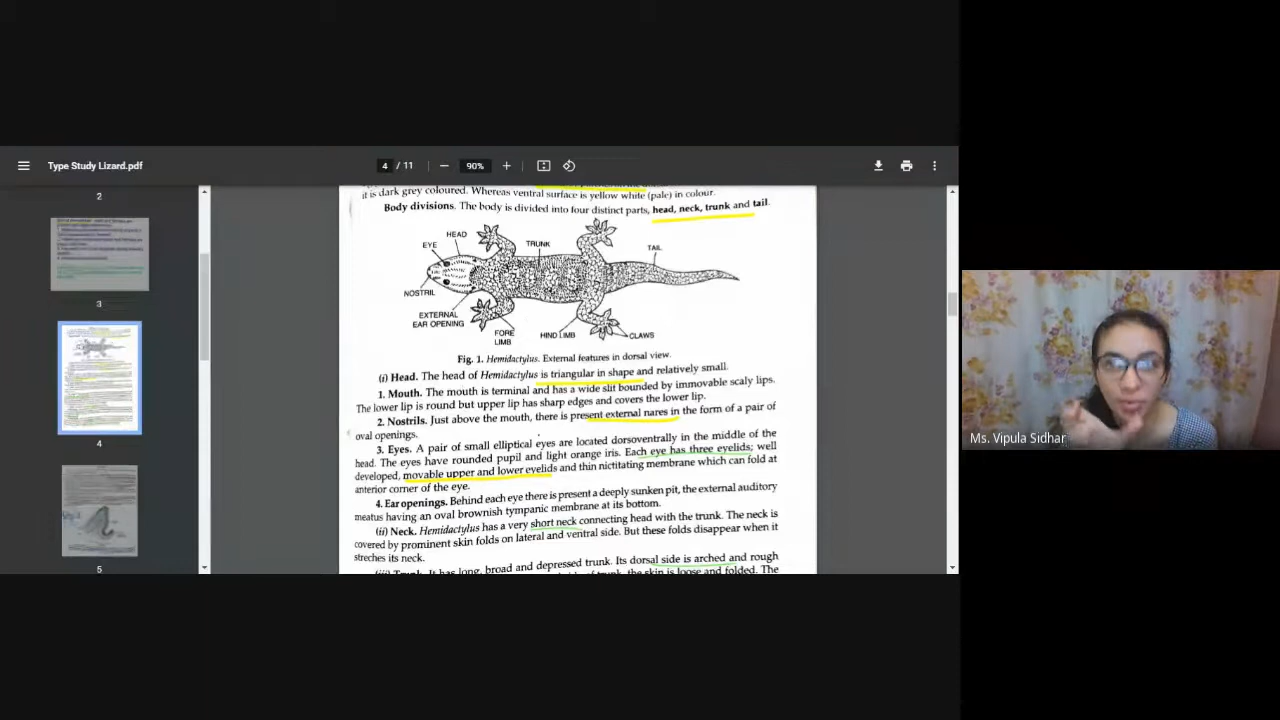 Type Study Lizard.pdf
4 / 11
90%
2
3
4
5
it is dark grey coloured. Whereas ventral surface is yellow white (pale) in colour.
Body divisions. The body is divided into four distinct parts, head, neck, trunk and tail.
HEAD
EYE
TRUNK
TAIL
NOSTRIL
EXTERNAL
EAR OPENING
FORE
LIMB
HIND LIMB
CLAWS
Fig. 1. Hemidactylus. External features in dorsal view.
(i) Head. The head of Hemidactylus is triangular in shape and relatively small.
1. Mouth. The mouth is terminal and has a wide slit bounded by immovable scaly lips.
The lower lip is round but upper lip has sharp edges and covers the lower lip.
2. Nostrils. Just above the mouth, there is present external nares in the form of a pair of
oval openings.
3. Eyes. A pair of small elliptical eyes are located dorsoventrally in the middle of the
head. The eyes have rounded pupil and light orange iris. Each eye has three eyelids; well
developed, movable upper and lower eyelids and thin nictitating membrane which can fold at
anterior corner of the eye.
4. Ear openings. Behind each eye there is present a deeply sunken pit, the external auditory
meatus having an oval brownish tympanic membrane at its bottom.
(ii) Neck. Hemidactylus has a very short neck connecting head with the trunk. The neck is
covered by prominent skin folds on lateral and ventral side. But these folds disappear when it
streches its neck.
(iii) Trunk. It has long, broad and depressed trunk. Its dorsal side is arched and rough
of trunk, the skin is loose and folded. The
Ms. Vipula Sidhar